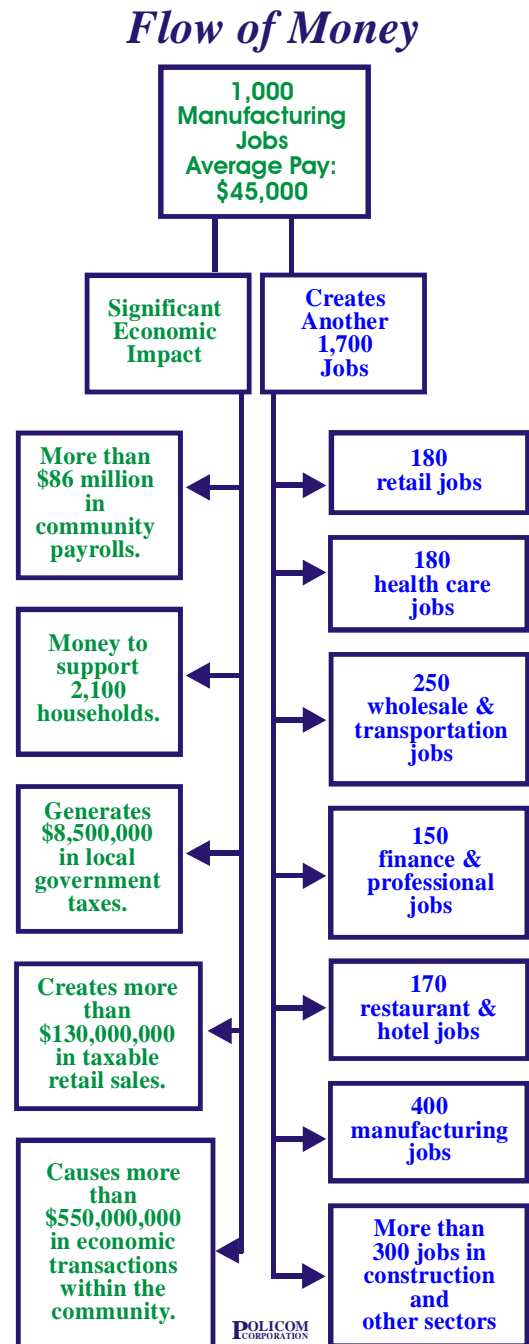 Flow of Money
1,000
Manufacturing
Jobs
Average Pay:
$45,000
Significant
Economic
Impact
Creates
Another
1,700
Jobs
More than
$86 million
in
community
payrolls.
Money to
support
2,100
households.
Generates
$8,500,000
in local
government
taxes.
Creates more
than
$130,000,000
in taxable
retail sales.
Causes more
than
$550,000,000
in economic
transactions
within the
community.
180
retail jobs
180
health care
jobs
250
wholesale &
transportation
jobs
150
finance &
professional
jobs
170
restaurant &
hotel jobs
400
manufacturing
jobs
More than
300 jobs in
construction
and
other sectors
POLICOM
CORPORATION